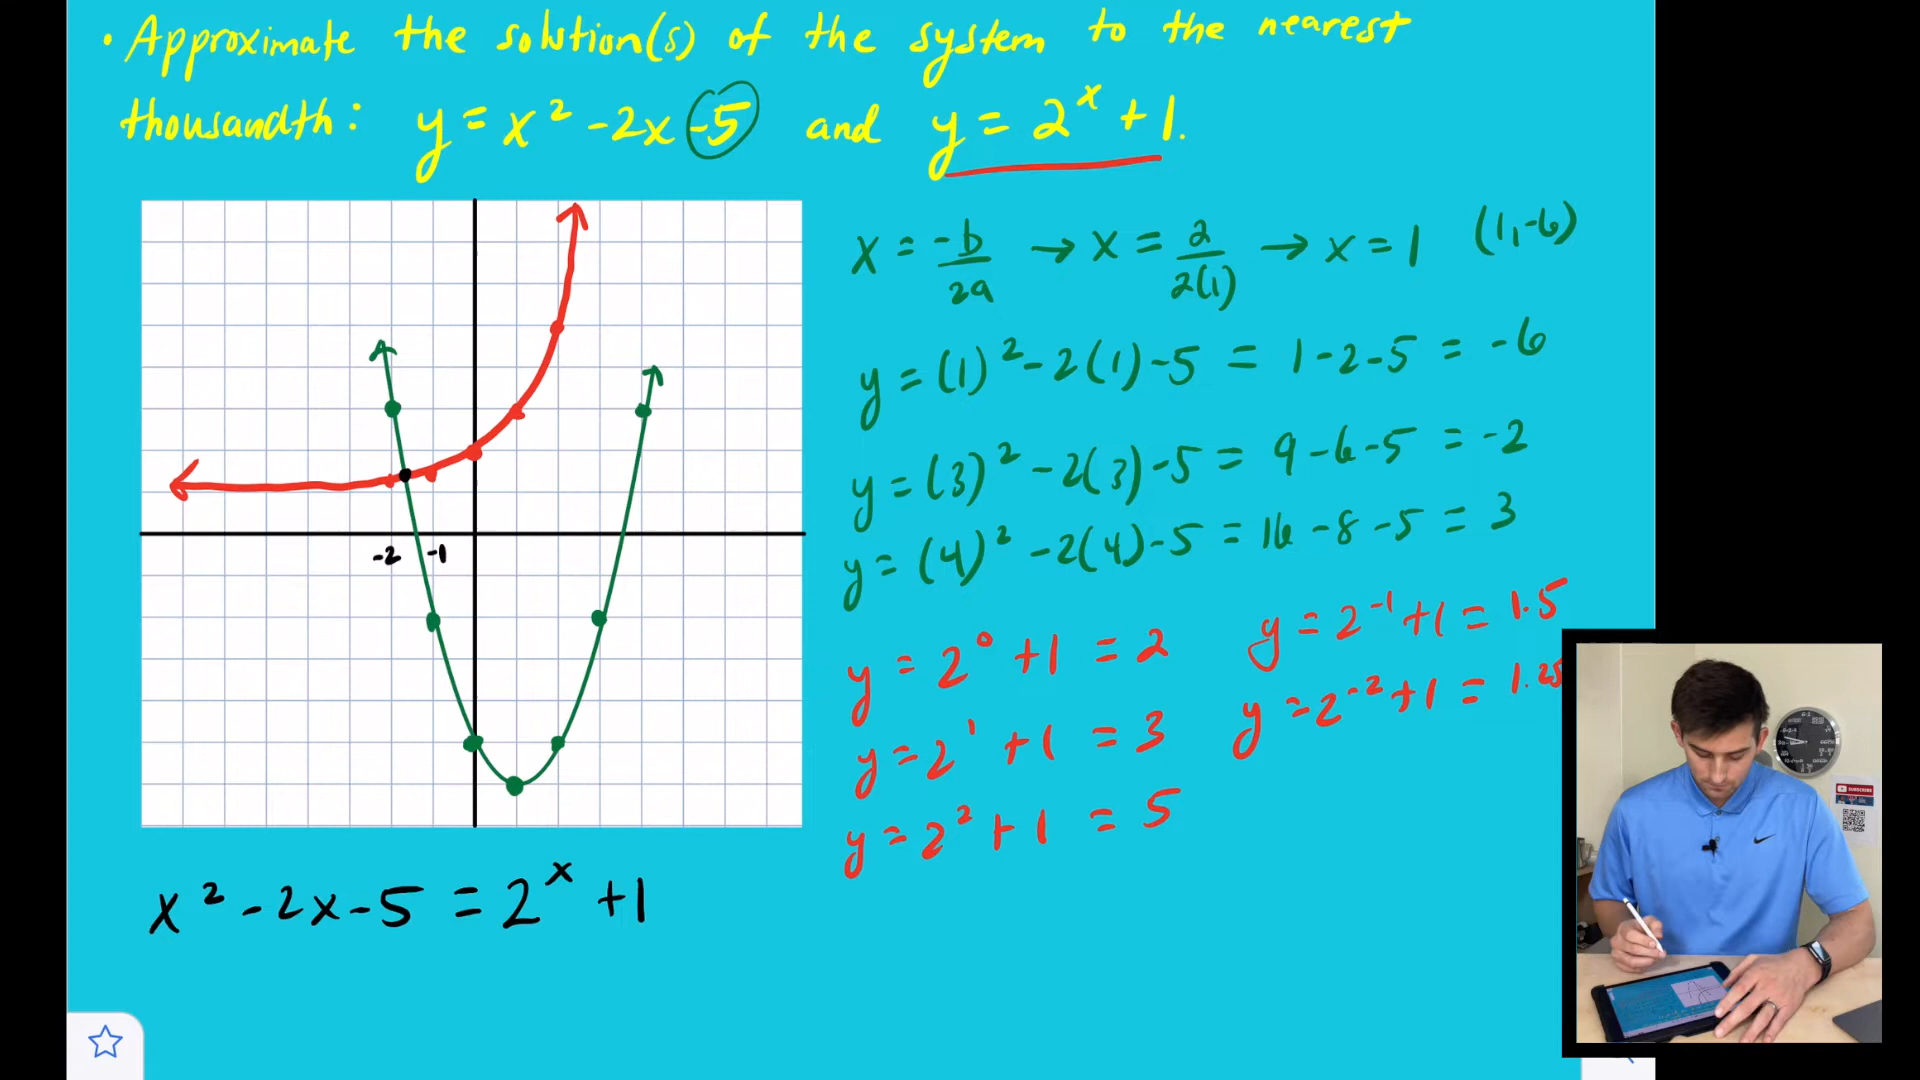 • Approximate the solution(s) of the system to the nearest
thousandth: y = x² - 2x - 5 and y = 2ˣ + 1.
x = -b/2a → x = 2/2(1) → x = 1 (1,-6)
y = (1)² - 2(1) - 5 = 1 - 2 - 5 = -6
y = (3)² - 2(3) - 5 = 9 - 6 - 5 = -2
y = (4)² - 2(4) - 5 = 16 - 8 - 5 = 3
-2 -1
y = 2⁰ + 1 = 2 y = 2⁻¹ + 1 = 1.5
y = 2¹ + 1 = 3 y = 2⁻² + 1 = 1.25
y = 2² + 1 = 5
x² - 2x - 5 = 2ˣ + 1
SUBSCRIBE